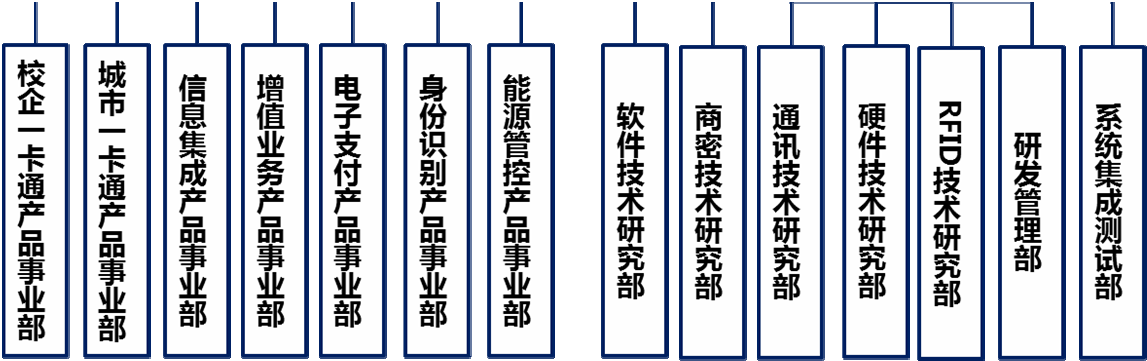 校企一卡通产品事业部
城市一卡通产品事业部
信息集成产品事业部
增值业务产品事业部
电子支付产品事业部
身份识别产品事业部
能源管控产品事业部
软件技术研究部
商密技术研究部
通讯技术研究部
硬件技术研究部
RFID技术研究部
研发管理部
系统集成测试部